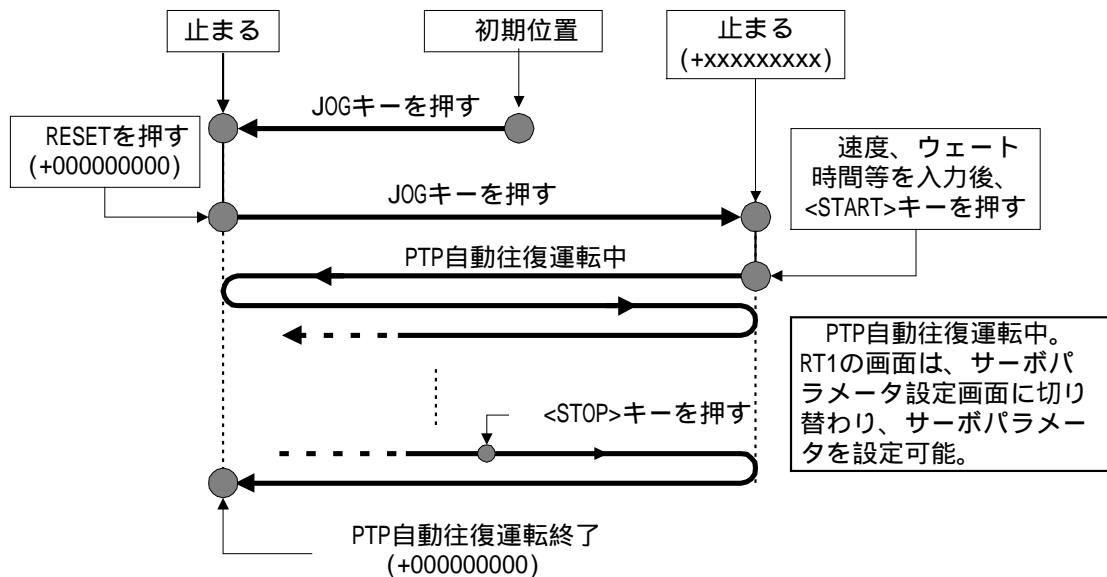 止まる
初期位置
止まる
(+xxxxxxxxx)
JOGキーを押す
RESETを押す
(+000000000)
速度、ウェート
時間等を入力後、
<START>キーを押す
JOGキーを押す
PTP自動往復運転中
PTP自動往復運転中。
RT1の画面は、サーボパ
ラメータ設定画面に切り
替わり、サーボパラメー
タを設定可能。
<STOP>キーを押す
PTP自動往復運転終了
(+000000000)